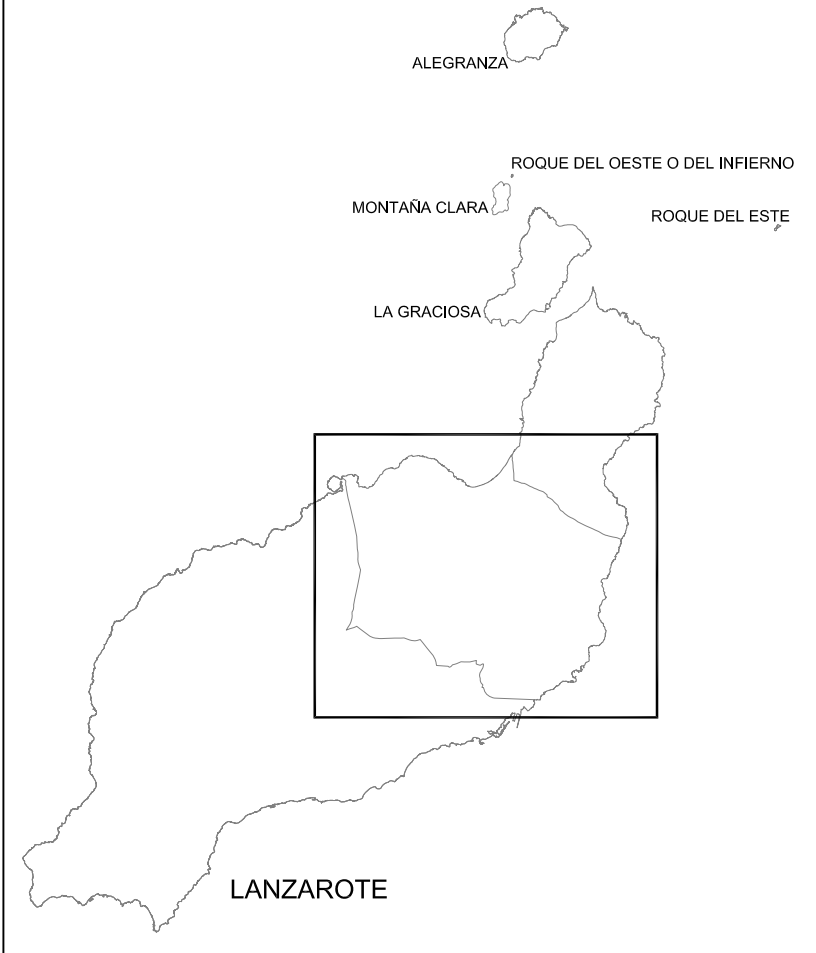 ALEGRANZA
ROQUE DEL OESTE O DEL INFIERNO
MONTAÑA CLARA
ROQUE DEL ESTE
LA GRACIOSA
LANZAROTE